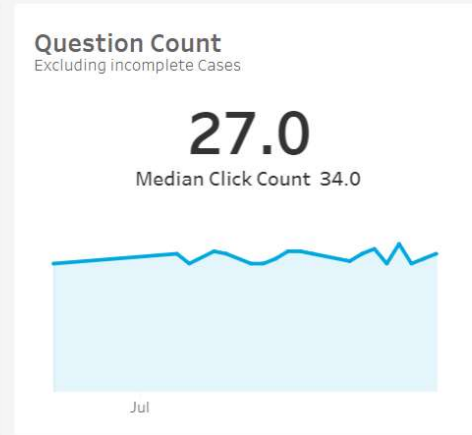 Question Count
Excluding incomplete Cases
27.0
Median Click Count 34.0
Jul